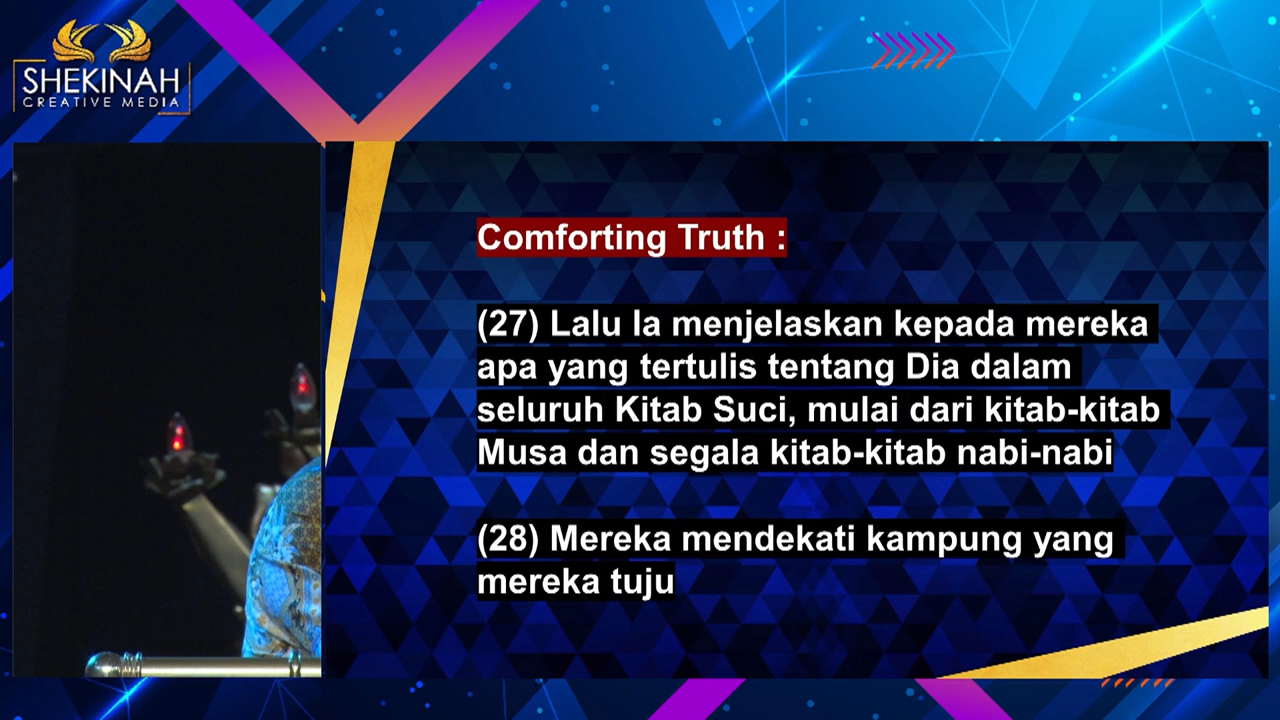 SHEKINAH
CREATIVE MEDIA
Comforting Truth :
(27) Lalu Ia menjelaskan kepada mereka
apa yang tertulis tentang Dia dalam
seluruh Kitab Suci, mulai dari kitab-kitab
Musa dan segala kitab-kitab nabi-nabi
(28) Mereka mendekati kampung yang
mereka tuju